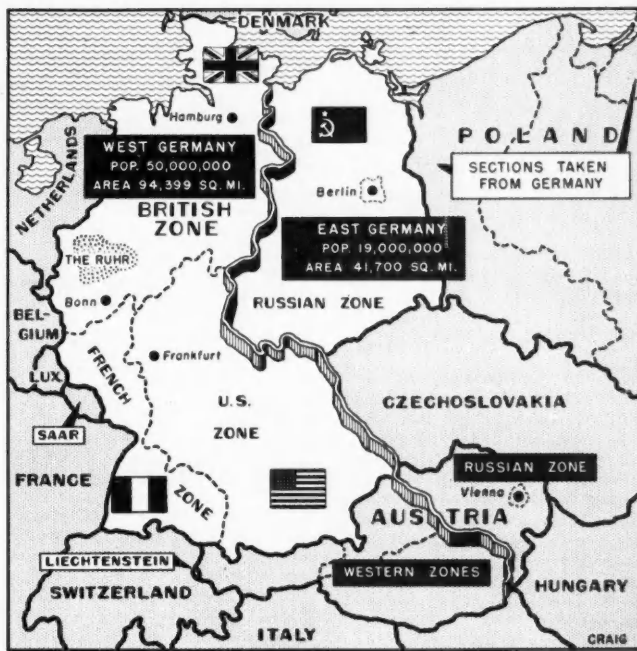 DENMARK
Hamburg
NETHERLANDS
WEST GERMANY
POP. 50,000,000
AREA 94,399 SQ. MI.
BRITISH
ZONE
POLAND
SECTIONS TAKEN
FROM GERMANY
Berlin
EAST GERMANY
POP. 19,000,000
AREA 41,700 SQ. MI.
RUSSIAN ZONE
THE RUHR
Bonn
BEL-
GIUM
LUX.
SAAR
FRENCH
ZONE
Frankfurt
U.S.
ZONE
CZECHOSLOVAKIA
FRANCE
RUSSIAN ZONE
Vienna
AUSTRIA
LIECHTENSTEIN
SWITZERLAND
WESTERN ZONES
HUNGARY
ITALY
CRAIG